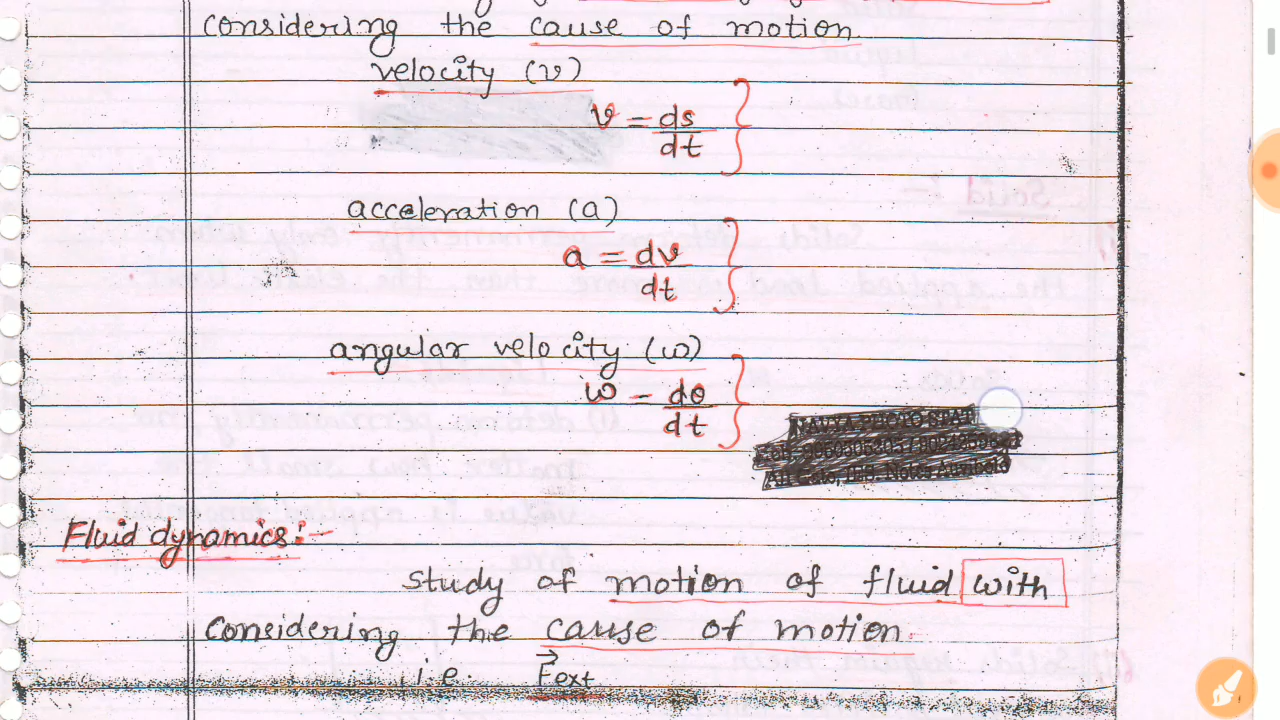 considering the cause of motion
velocity (v)
v = ds/dt
acceleration (a)
a = dv/dt
angular velocity (ω)
ω = dθ/dt
Fluid dynamics:-
study of motion of fluid with
considering the cause of motion.
i.e. F⃗ext